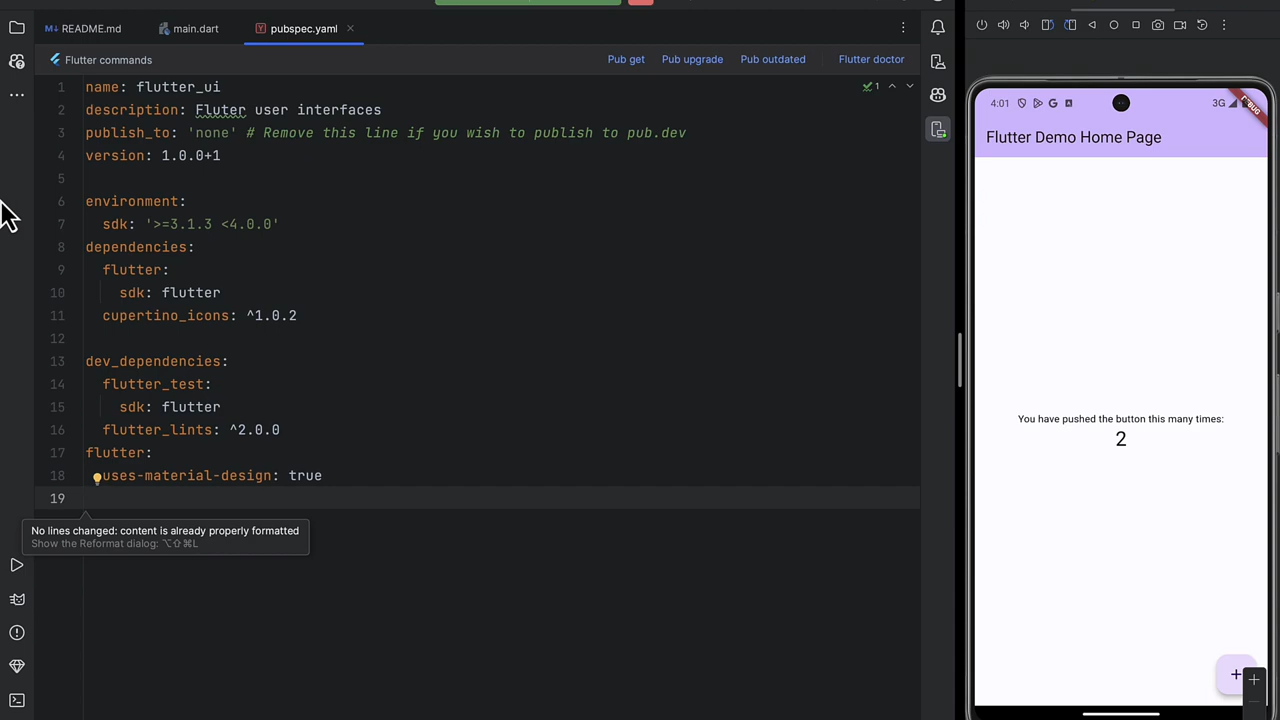 README.md
main.dart
pubspec.yaml
Flutter commands
Pub get
Pub upgrade
Pub outdated
Flutter doctor
1 name: flutter_ui
2 description: Fluter user interfaces
3 publish_to: 'none' # Remove this line if you wish to publish to pub.dev
4 version: 1.0.0+1
5
6 environment:
7 sdk: '>=3.1.3 <4.0.0'
8 dependencies:
9 flutter:
10 sdk: flutter
11 cupertino_icons: ^1.0.2
12
13 dev_dependencies:
14 flutter_test:
15 sdk: flutter
16 flutter_lints: ^2.0.0
17 flutter:
18 uses-material-design: true
19
1
No lines changed: content is already properly formatted
Show the Reformat dialog: ⌥⇧⌘L
4:01
3G
DEBUG
Flutter Demo Home Page
You have pushed the button this many times:
2